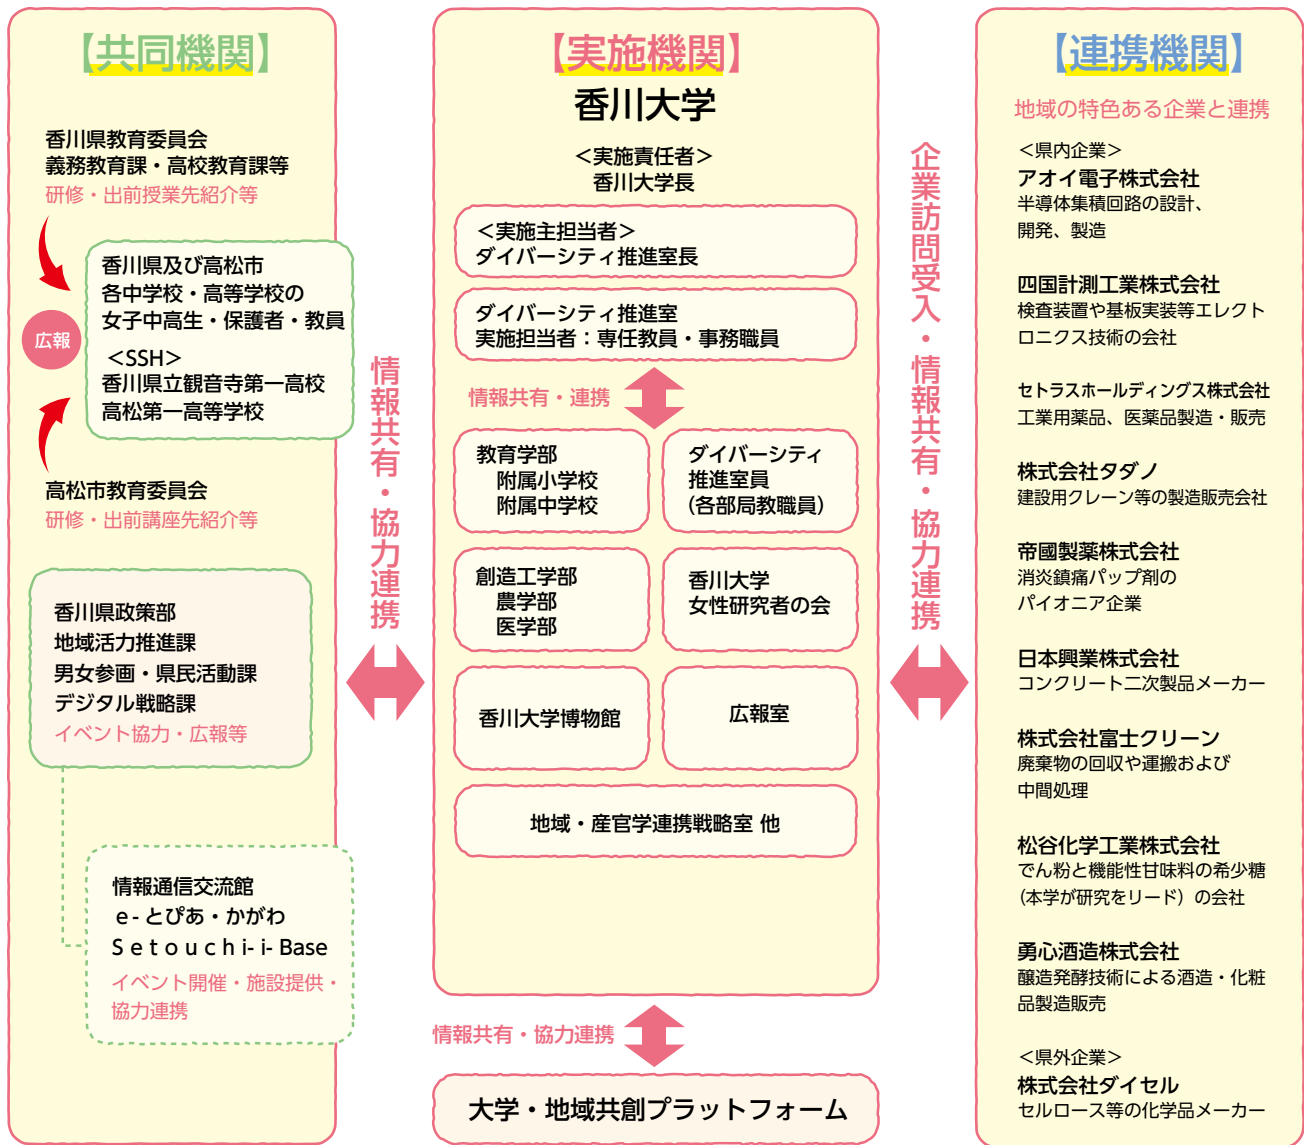 【共同機関】
香川県教育委員会
義務教育課・高校教育課等
研修・出前授業先紹介等
香川県及び高松市
各中学校・高等学校の
女子中高生・保護者・教員
＜SSH＞
香川県立観音寺第一高校
高松第一高等学校
広報
高松市教育委員会
研修・出前講座先紹介等
香川県政策部
地域活力推進課
男女参画・県民活動課
デジタル戦略課
イベント協力・広報等
情報通信交流館
e-とぴあ・かがわ
Setouchi-i-Base
イベント開催・施設提供・
協力連携
情報共有・協力連携
【実施機関】
香川大学
＜実施責任者＞
香川大学長
＜実施主担当者＞
ダイバーシティ推進室長
ダイバーシティ推進室
実施担当者：専任教員・事務職員
情報共有・連携
教育学部
附属小学校
附属中学校
ダイバーシティ
推進室員
（各部局教職員）
創造工学部
農学部
医学部
香川大学
女性研究者の会
香川大学博物館
広報室
地域・産官学連携戦略室 他
情報共有・協力連携
大学・地域共創プラットフォーム
企業訪問受入・情報共有・協力連携
【連携機関】
地域の特色ある企業と連携
＜県内企業＞
アオイ電子株式会社
半導体集積回路の設計、
開発、製造
四国計測工業株式会社
検査装置や基板実装等エレクト
ロニクス技術の会社
セトラスホールディングス株式会社
工業用薬品、医薬品製造・販売
株式会社タダノ
建設用クレーン等の製造販売会社
帝國製薬株式会社
消炎鎮痛パップ剤の
パイオニア企業
日本興業株式会社
コンクリート二次製品メーカー
株式会社富士クリーン
廃棄物の回収や運搬および
中間処理
松谷化学工業株式会社
でん粉と機能性甘味料の希少糖
（本学が研究をリード）の会社
勇心酒造株式会社
醸造発酵技術による酒造・化粧
品製造販売
＜県外企業＞
株式会社ダイセル
セルロース等の化学品メーカー